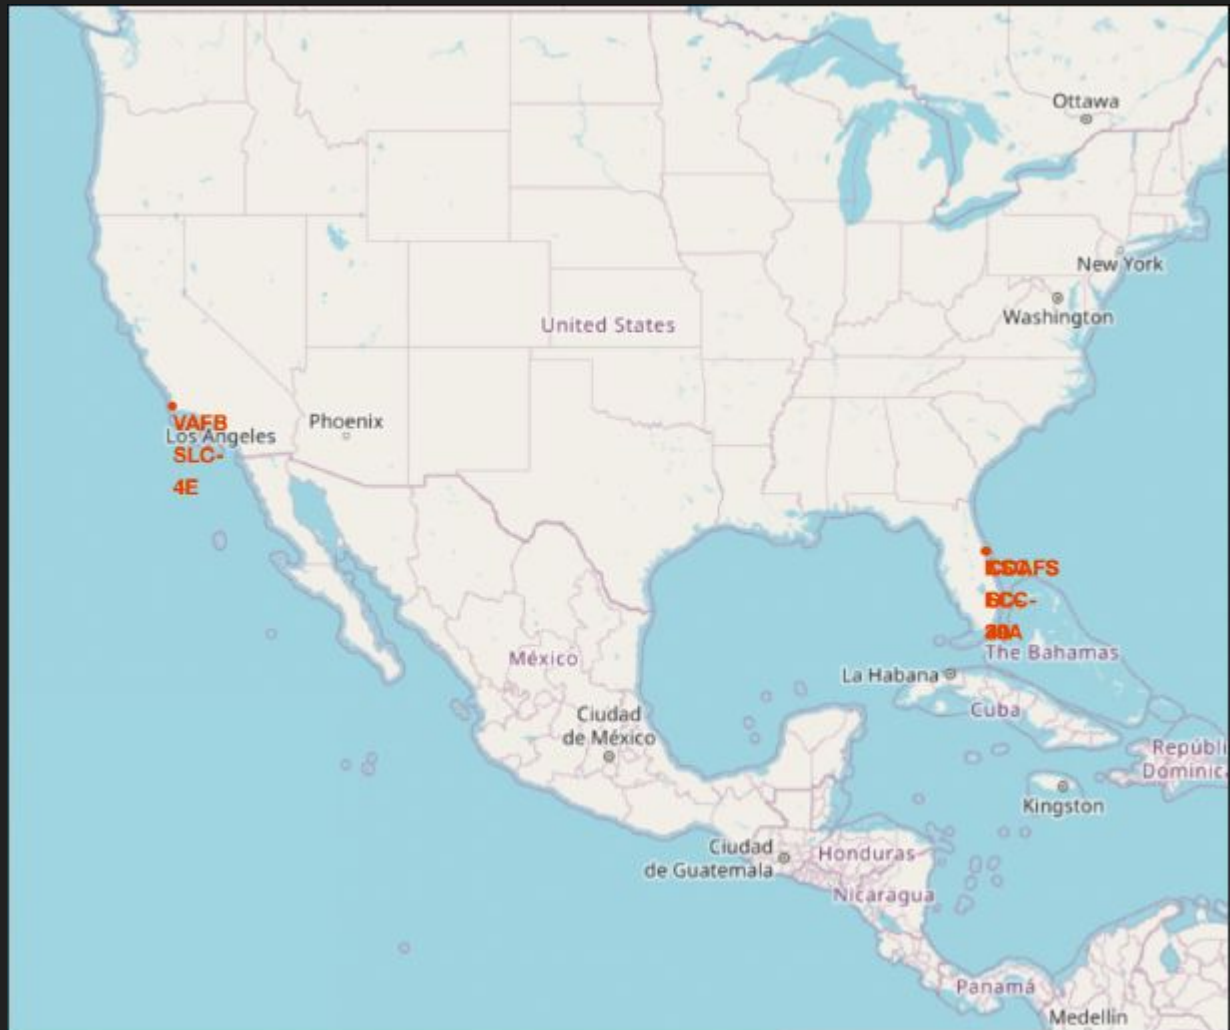 Ottawa
New York
Washington
United States
VAFB
Los Angeles
SLC-
4E
Phoenix
México
Ciudad
de México
La Habana
The Bahamas
Cuba
Kingston
Ciudad
de Guatemala
Honduras
Nicaragua
Panamá
Medellín